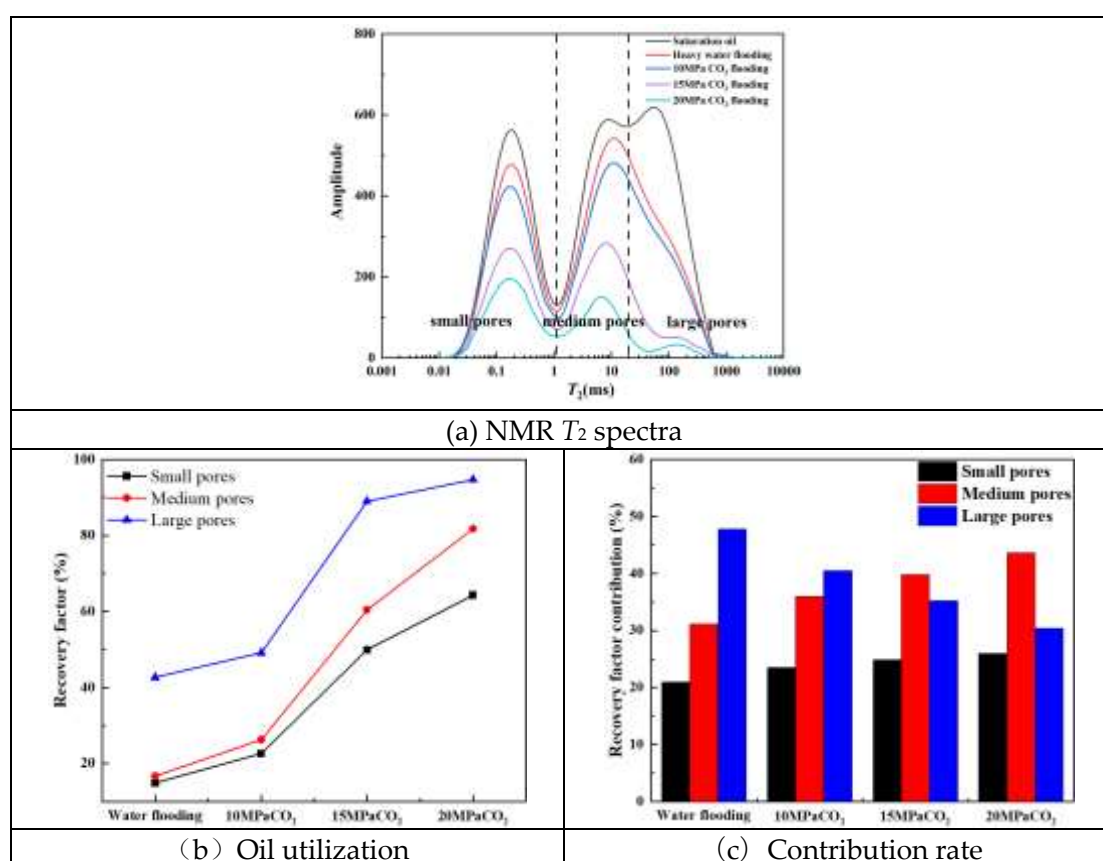 800
600
400
200
0
Amplitude
Saturation oil
Heavy water flooding
10MPa CO2 flooding
15MPa CO2 flooding
20MPa CO2 flooding
small pores
medium pores
large pores
0.001
0.01
0.1
1
10
100
1000
10000
T2(ms)
(a) NMR T2 spectra
100
80
60
40
20
Recovery factor (%)
Small pores
Medium pores
Large pores
Water flooding
10MPaCO2
15MPaCO2
20MPaCO2
(b) Oil utilization
60
50
40
30
20
10
0
Recovery factor contribution (%)
Small pores
Medium pores
Large pores
Water flooding
10MPaCO2
15MPaCO2
20MPaCO2
(c) Contribution rate